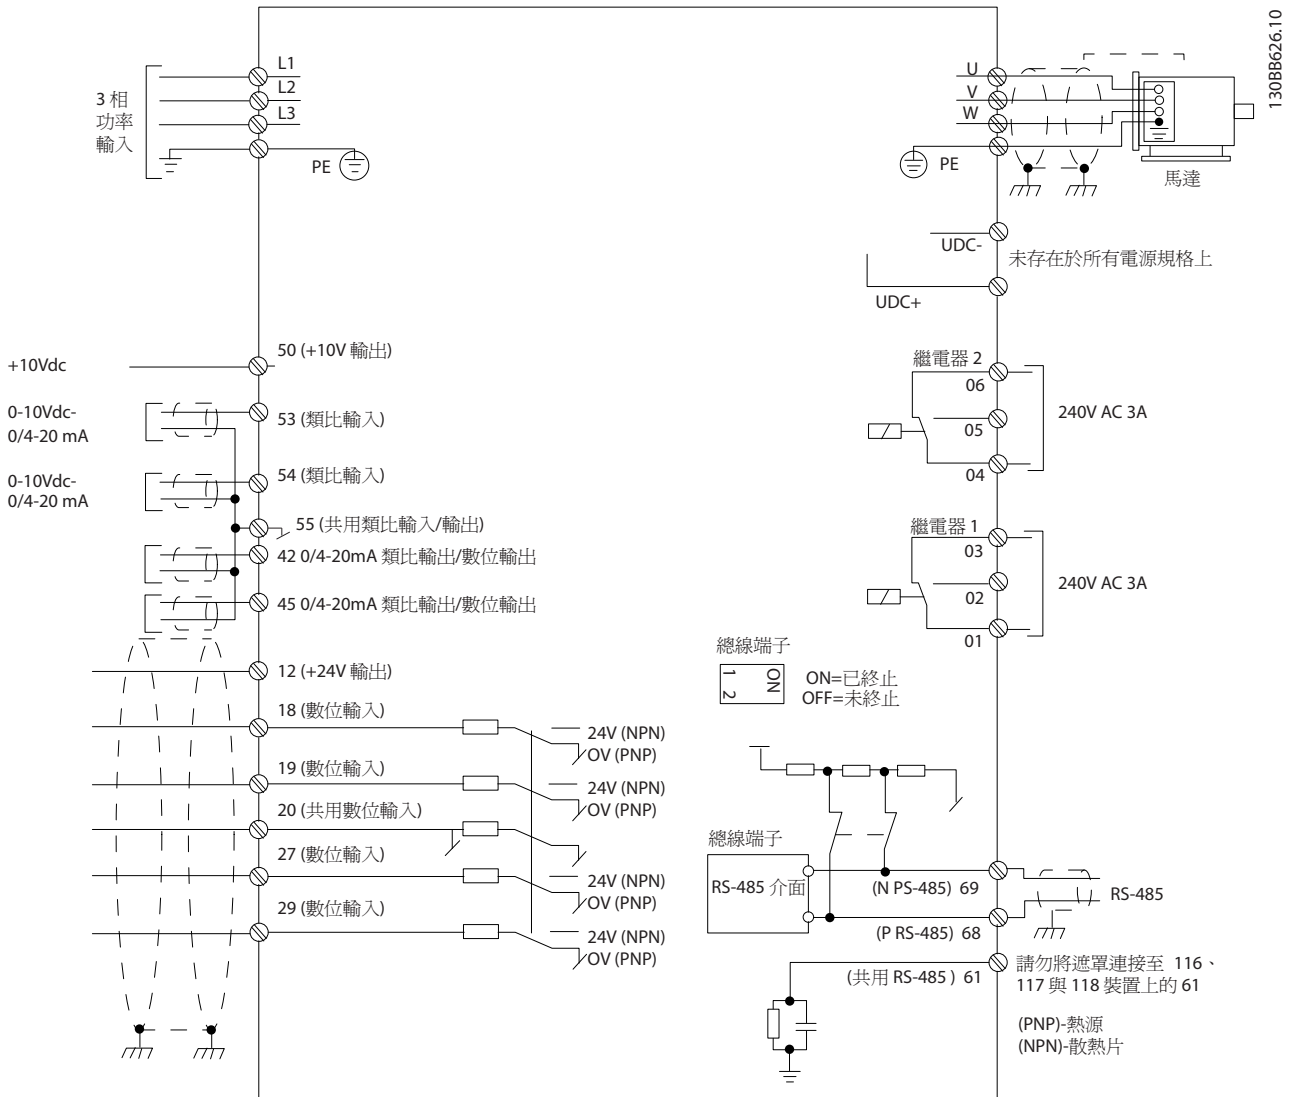 130BB626.10
3 相
功率
輸入
L1
L2
L3
PE
U
V
W
PE
馬達
UDC-
未存在於所有電源規格上
UDC+
+10Vdc
50 (+10V 輸出)
0-10Vdc-
0/4-20 mA
53 (類比輸入)
0-10Vdc-
0/4-20 mA
54 (類比輸入)
55 (共用類比輸入/輸出)
42 0/4-20mA 類比輸出/數位輸出
45 0/4-20mA 類比輸出/數位輸出
12 (+24V 輸出)
18 (數位輸入)
24V (NPN)
OV (PNP)
19 (數位輸入)
24V (NPN)
OV (PNP)
20 (共用數位輸入)
27 (數位輸入)
24V (NPN)
OV (PNP)
29 (數位輸入)
24V (NPN)
OV (PNP)
繼電器 2
06
05
04
240V AC 3A
繼電器 1
03
02
01
240V AC 3A
總線端子
ON
1 2
ON=已終止
OFF=未終止
總線端子
RS-485 介面
(N PS-485) 69
(P RS-485) 68
RS-485
(共用 RS-485 ) 61
請勿將遮罩連接至 116、
117 與 118 裝置上的 61
(PNP)-熱源
(NPN)-散熱片